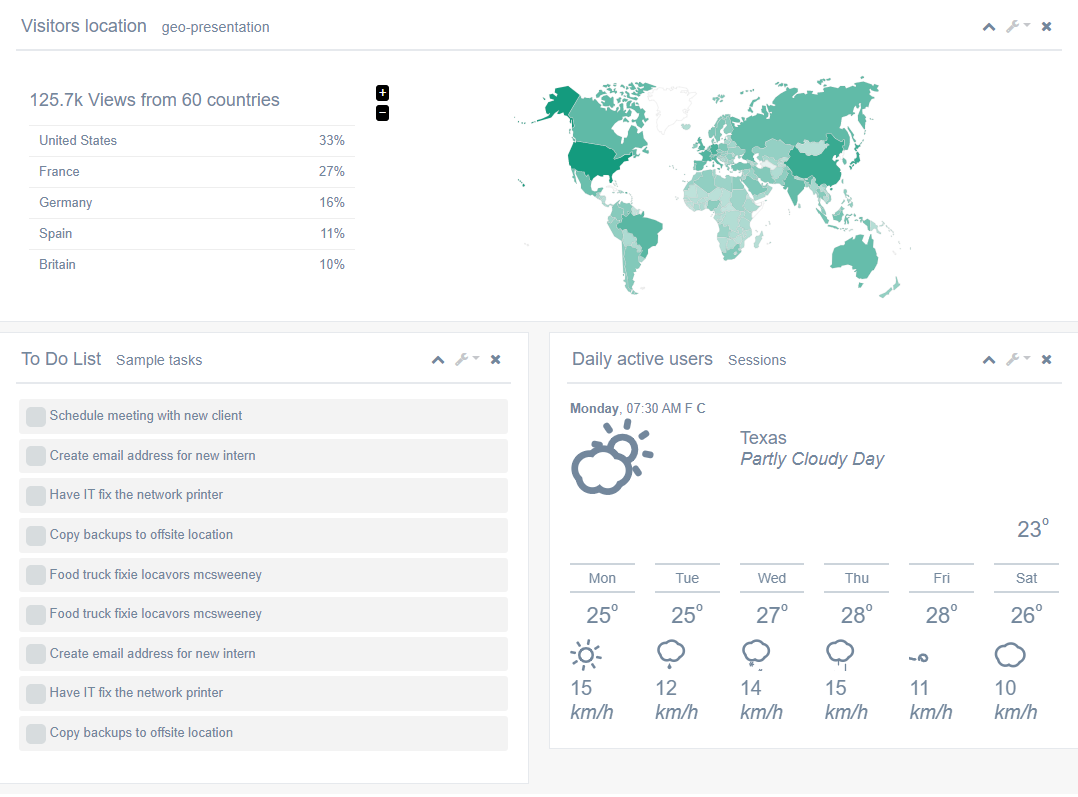 Visitors location geo-presentation
125.7k Views from 60 countries
+
−
United States 33%
France 27%
Germany 16%
Spain 11%
Britain 10%
To Do List Sample tasks
Schedule meeting with new client
Create email address for new intern
Have IT fix the network printer
Copy backups to offsite location
Food truck fixie locavors mcsweeney
Food truck fixie locavors mcsweeney
Create email address for new intern
Have IT fix the network printer
Copy backups to offsite location
Daily active users Sessions
Monday, 07:30 AM F C
Texas
Partly Cloudy Day
23°
Mon Tue Wed Thu Fri Sat
25° 25° 27° 28° 28° 26°
15 12 14 15 11 10
km/h km/h km/h km/h km/h km/h